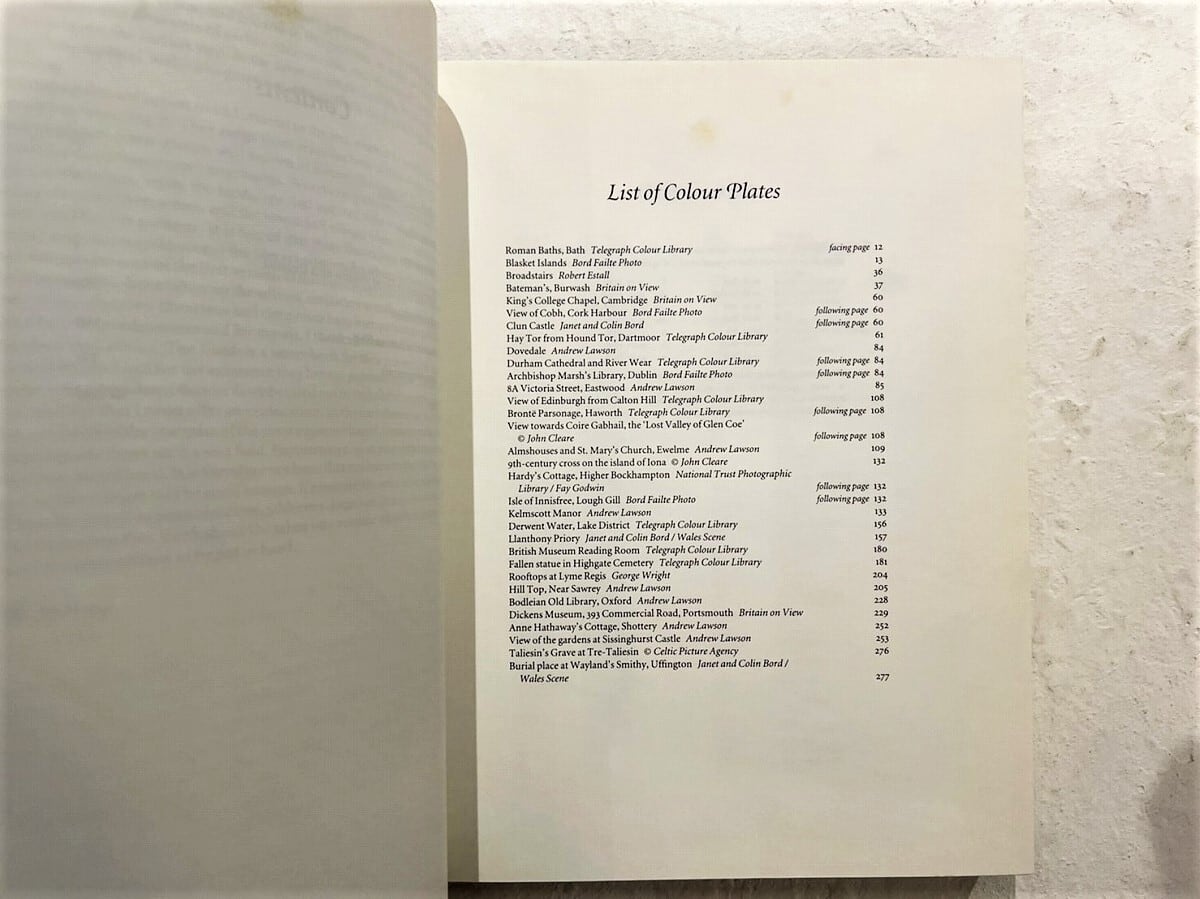 List of Colour Plates
Roman Baths, Bath Telegraph Colour Library facing page 12
Blasket Islands Bord Failte Photo 13
Broadstairs Robert Estall 36
Bateman's, Burwash Britain on View 37
King's College Chapel, Cambridge Britain on View 60
View of Cobh, Cork Harbour Bord Failte Photo following page 60
Clun Castle Janet and Colin Bord following page 60
Hay Tor from Hound Tor, Dartmoor Telegraph Colour Library 61
Dovedale Andrew Lawson 84
Durham Cathedral and River Wear Telegraph Colour Library following page 84
Archbishop Marsh's Library, Dublin Bord Failte Photo following page 84
8A Victoria Street, Eastwood Andrew Lawson 85
View of Edinburgh from Calton Hill Telegraph Colour Library 108
Brontë Parsonage, Haworth Telegraph Colour Library following page 108
View towards Coire Gabhail, the 'Lost Valley of Glen Coe'
© John Cleare following page 108
Almshouses and St. Mary's Church, Ewelme Andrew Lawson 109
9th-century cross on the island of Iona © John Cleare 132
Hardy's Cottage, Higher Bockhampton National Trust Photographic
Library / Fay Godwin following page 132
Isle of Innisfree, Lough Gill Bord Failte Photo following page 132
Kelmscott Manor Andrew Lawson 133
Derwent Water, Lake District Telegraph Colour Library 156
Llanthony Priory Janet and Colin Bord / Wales Scene 157
British Museum Reading Room Telegraph Colour Library 180
Fallen statue in Highgate Cemetery Telegraph Colour Library 181
Rooftops at Lyme Regis George Wright 204
Hill Top, Near Sawrey Andrew Lawson 205
Bodleian Old Library, Oxford Andrew Lawson 228
Dickens Museum, 393 Commercial Road, Portsmouth Britain on View 229
Anne Hathaway's Cottage, Shottery Andrew Lawson 252
View of the gardens at Sissinghurst Castle Andrew Lawson 253
Taliesin's Grave at Tre-Taliesin © Celtic Picture Agency 276
Burial place at Wayland's Smithy, Uffington Janet and Colin Bord /
Wales Scene 277